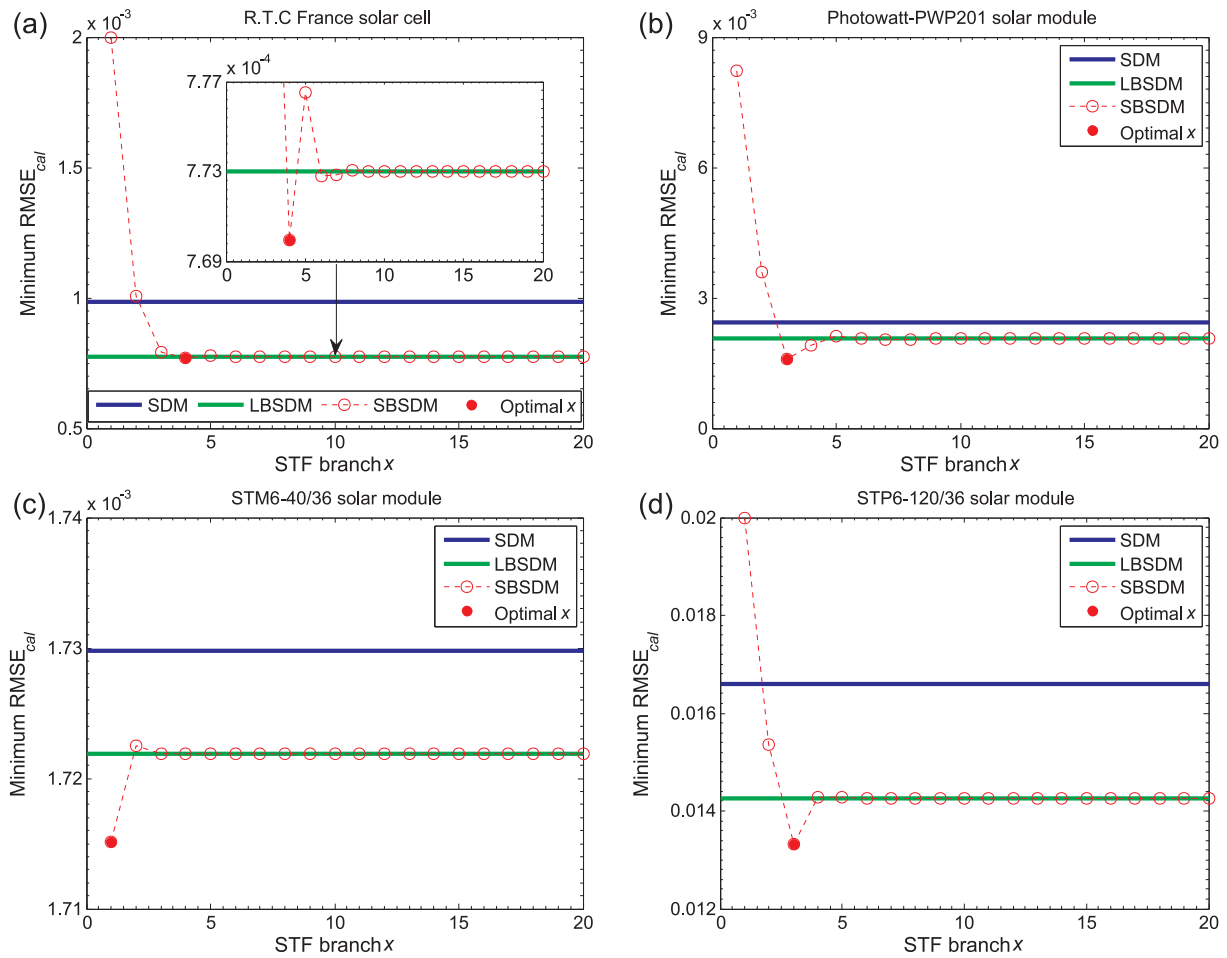 (a)
R.T.C France solar cell
× 10⁻³
2
1.5
1
0.5
Minimum RMSE_cal
× 10⁻⁴
7.77
7.73
7.69
0 5 10 15 20
SDM LBSDM SBSDM Optimal x
0 5 10 15 20
STF branch x
(b)
Photowatt-PWP201 solar module
× 10⁻³
9
6
3
0
Minimum RMSE_cal
SDM
LBSDM
SBSDM
Optimal x
0 5 10 15 20
STF branch x
(c)
STM6-40/36 solar module
× 10⁻³
1.74
1.73
1.72
1.71
Minimum RMSE_cal
SDM
LBSDM
SBSDM
Optimal x
0 5 10 15 20
STF branch x
(d)
STP6-120/36 solar module
0.02
0.018
0.016
0.014
0.012
Minimum RMSE_cal
SDM
LBSDM
SBSDM
Optimal x
0 5 10 15 20
STF branch x